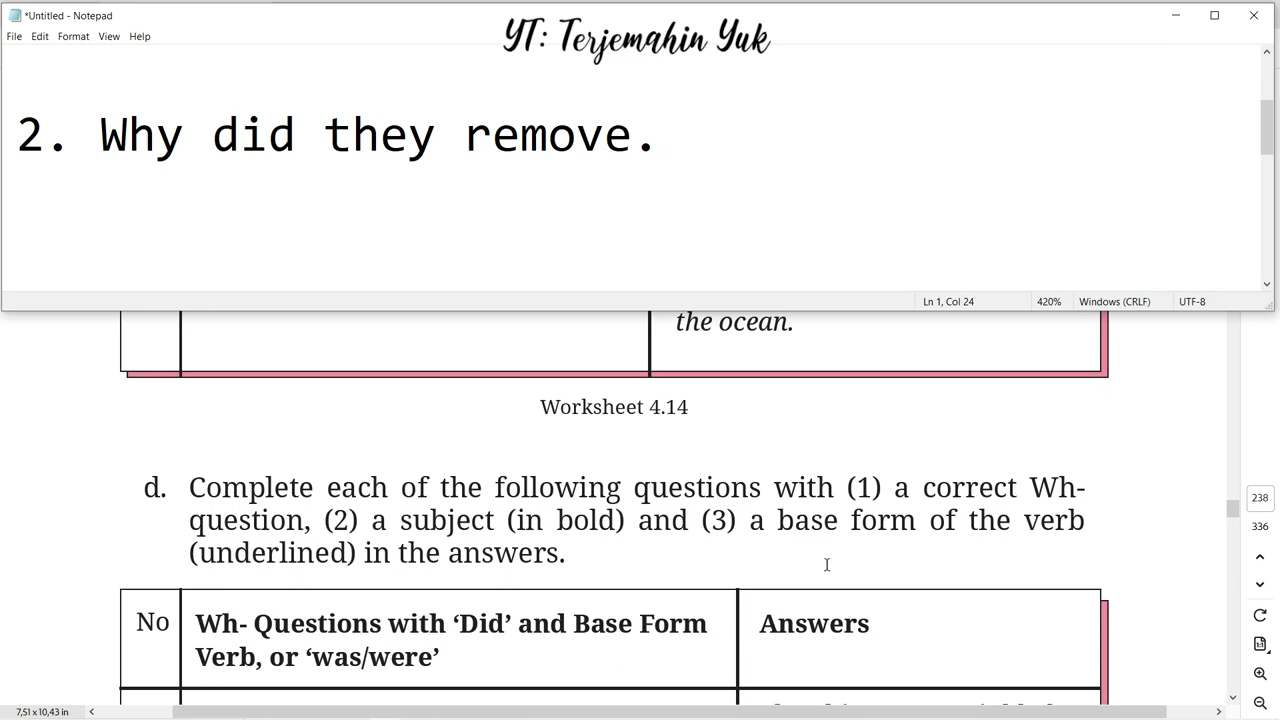 *Untitled - Notepad
File Edit Format View Help
YT: Terjemahin Yuk
2. Why did they remove.
Ln 1, Col 24 420% Windows (CRLF) UTF-8
the ocean.
Worksheet 4.14
d. Complete each of the following questions with (1) a correct Wh-
question, (2) a subject (in bold) and (3) a base form of the verb
(underlined) in the answers.
No Wh- Questions with ‘Did’ and Base Form Answers
Verb, or ‘was/were’
238
336
7,51 x 10,43 in